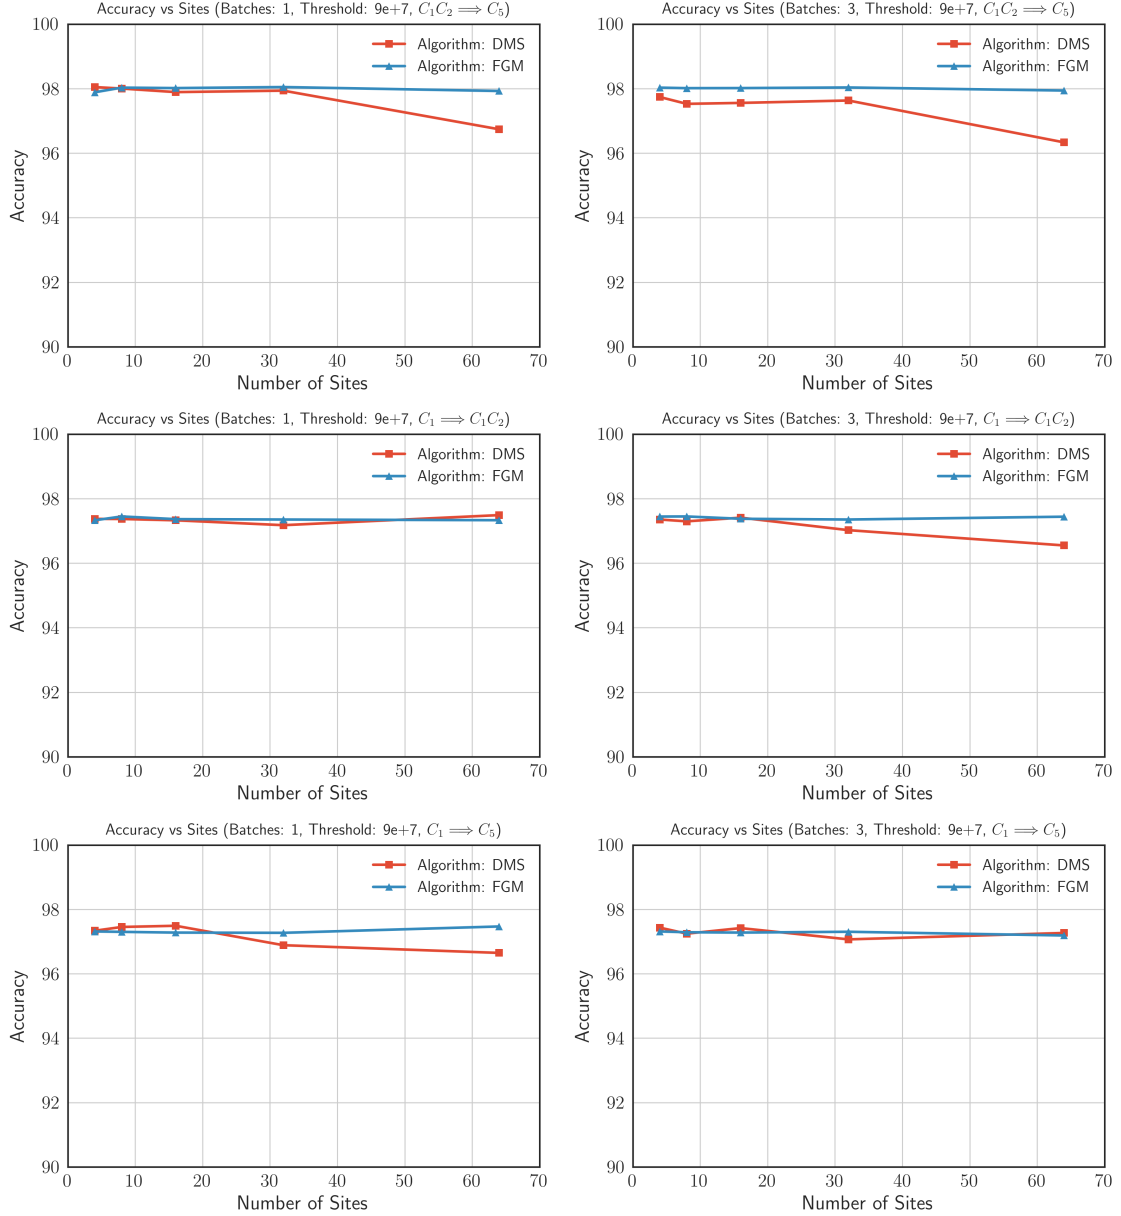 Accuracy vs Sites (Batches: 1, Threshold: 9e+7, C₁C₂ ⟹ C₅)
100
98
96
94
92
90
Accuracy
Algorithm: DMS
Algorithm: FGM
0 10 20 30 40 50 60 70
Number of Sites
Accuracy vs Sites (Batches: 3, Threshold: 9e+7, C₁C₂ ⟹ C₅)
100
98
96
94
92
90
Accuracy
Algorithm: DMS
Algorithm: FGM
0 10 20 30 40 50 60 70
Number of Sites
Accuracy vs Sites (Batches: 1, Threshold: 9e+7, C₁ ⟹ C₁C₂)
100
98
96
94
92
90
Accuracy
Algorithm: DMS
Algorithm: FGM
0 10 20 30 40 50 60 70
Number of Sites
Accuracy vs Sites (Batches: 3, Threshold: 9e+7, C₁ ⟹ C₁C₂)
100
98
96
94
92
90
Accuracy
Algorithm: DMS
Algorithm: FGM
0 10 20 30 40 50 60 70
Number of Sites
Accuracy vs Sites (Batches: 1, Threshold: 9e+7, C₁ ⟹ C₅)
100
98
96
94
92
90
Accuracy
Algorithm: DMS
Algorithm: FGM
0 10 20 30 40 50 60 70
Number of Sites
Accuracy vs Sites (Batches: 3, Threshold: 9e+7, C₁ ⟹ C₅)
100
98
96
94
92
90
Accuracy
Algorithm: DMS
Algorithm: FGM
0 10 20 30 40 50 60 70
Number of Sites